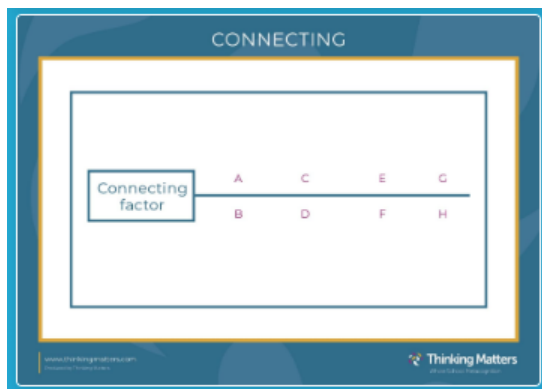 CONNECTING
A C E G
Connecting
factor
B D F H
www.thinkingmatters.com
Thinking Matters